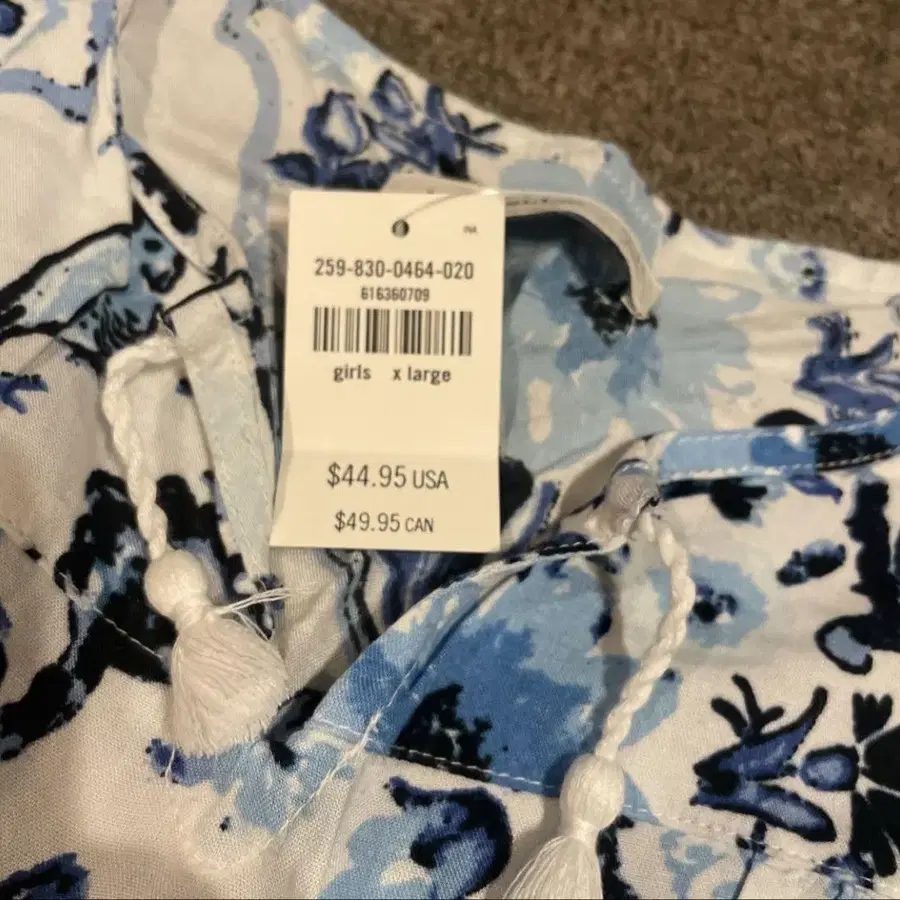 259-830-0464-020
616360709
girls x large
$44.95 USA
$49.95 CAN